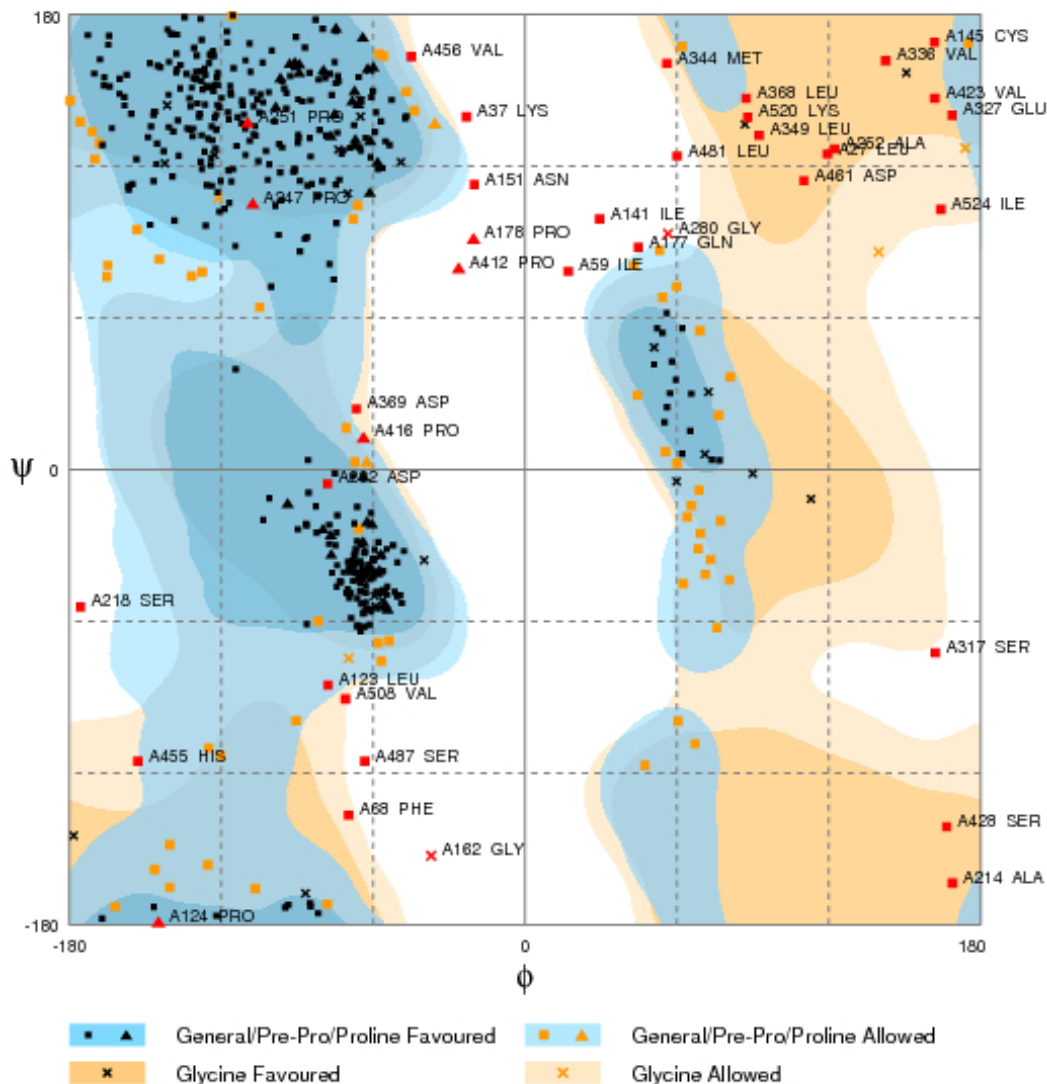 180
A456 VAL
A145 CYS
A336 VAL
A344 MET
A368 LEU
A423 VAL
A37 LYS
A520 LYS
A327 GLU
A251 PRO
A349 LEU
A252 ALA
A481 LEU
A27 LEU
A461 ASP
A151 ASN
A247 PRO
A524 ILE
A141 ILE
A178 PRO
A280 GLY
A177 GLN
A412 PRO
A59 ILE
A369 ASP
A416 PRO
Ψ 0
ASP
A218 SER
A317 SER
A123 LEU
A508 VAL
A455 HIS
A487 SER
A68 PHE
A428 SER
A162 GLY
A214 ALA
A124 PRO
-180
-180 0 180
ϕ
General/Pre-Pro/Proline Favoured
General/Pre-Pro/Proline Allowed
Glycine Favoured
Glycine Allowed